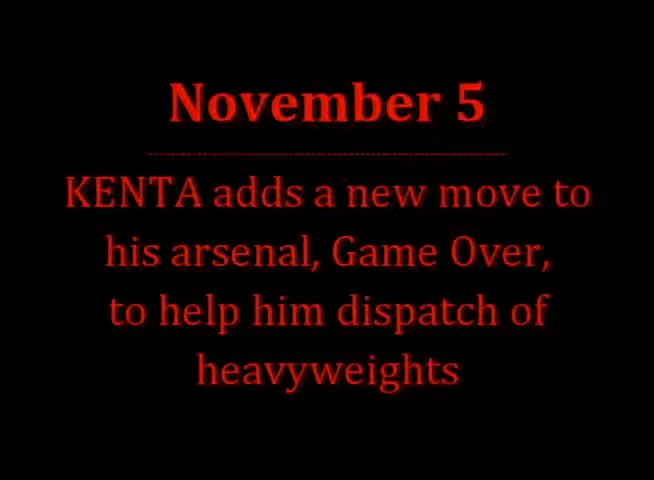 November 5
KENTA adds a new move to
his arsenal, Game Over,
to help him dispatch of
heavyweights